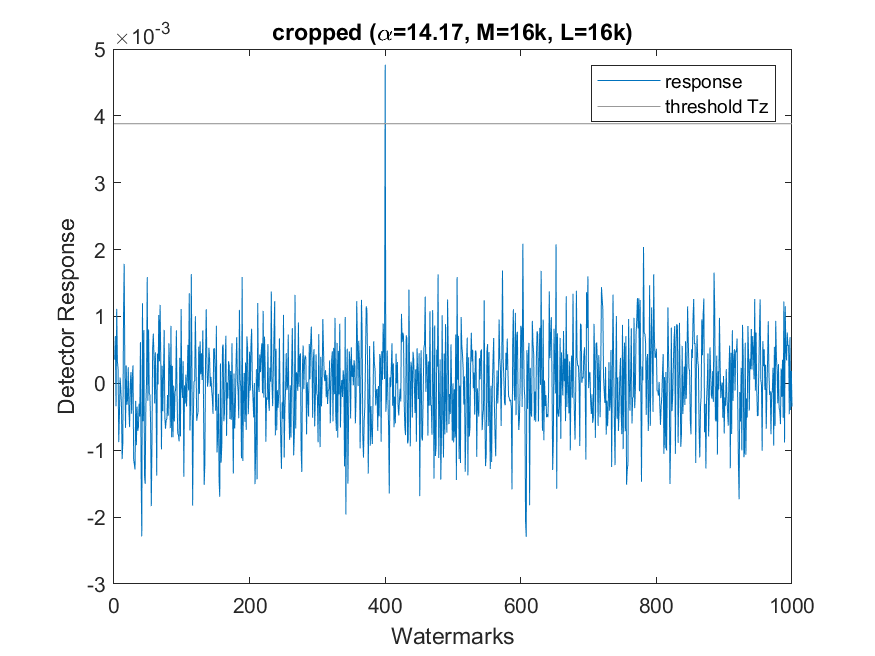 cropped (α=14.17, M=16k, L=16k)
×10-3
5
4
3
2
1
0
-1
-2
-3
Detector Response
response
threshold Tz
0 200 400 600 800 1000
Watermarks